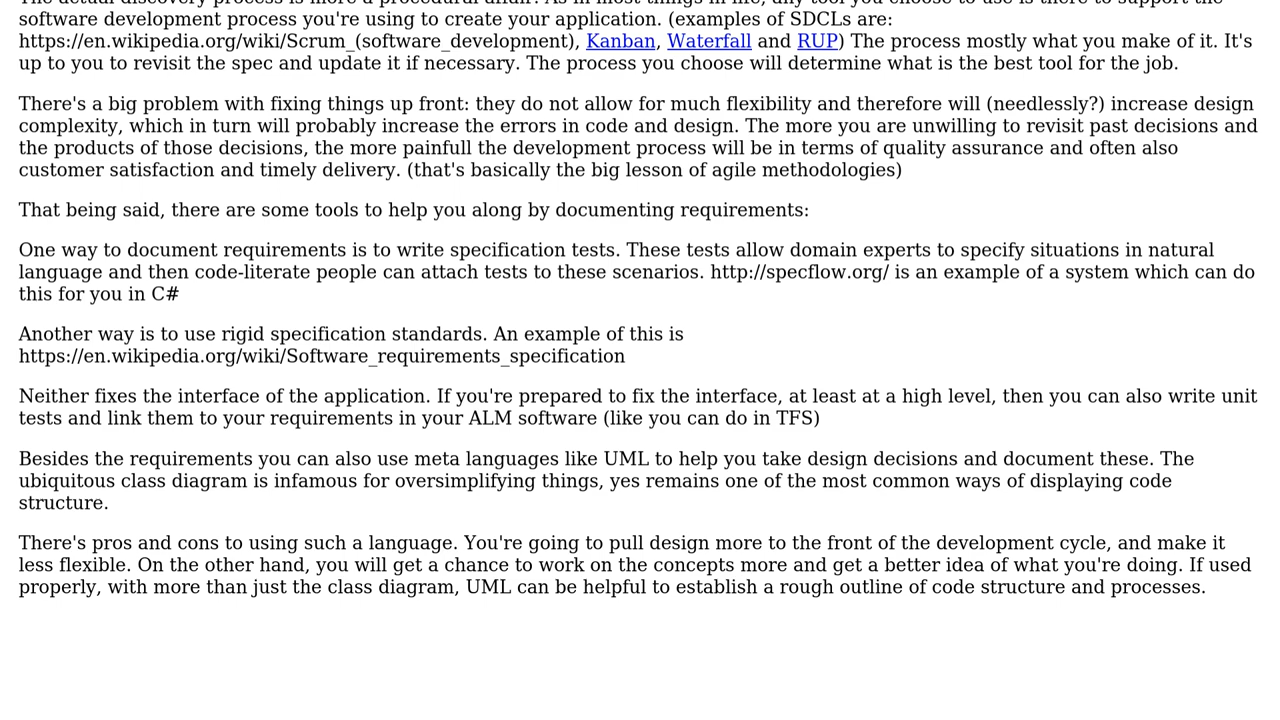 software development process you're using to create your application. (examples of SDCLs are:
https://en.wikipedia.org/wiki/Scrum_(software_development), Kanban, Waterfall and RUP) The process mostly what you make of it. It's
up to you to revisit the spec and update it if necessary. The process you choose will determine what is the best tool for the job.
There's a big problem with fixing things up front: they do not allow for much flexibility and therefore will (needlessly?) increase design
complexity, which in turn will probably increase the errors in code and design. The more you are unwilling to revisit past decisions and
the products of those decisions, the more painfull the development process will be in terms of quality assurance and often also
customer satisfaction and timely delivery. (that's basically the big lesson of agile methodologies)
That being said, there are some tools to help you along by documenting requirements:
One way to document requirements is to write specification tests. These tests allow domain experts to specify situations in natural
language and then code-literate people can attach tests to these scenarios. http://specflow.org/ is an example of a system which can do
this for you in C#
Another way is to use rigid specification standards. An example of this is
https://en.wikipedia.org/wiki/Software_requirements_specification
Neither fixes the interface of the application. If you're prepared to fix the interface, at least at a high level, then you can also write unit
tests and link them to your requirements in your ALM software (like you can do in TFS)
Besides the requirements you can also use meta languages like UML to help you take design decisions and document these. The
ubiquitous class diagram is infamous for oversimplifying things, yes remains one of the most common ways of displaying code
structure.
There's pros and cons to using such a language. You're going to pull design more to the front of the development cycle, and make it
less flexible. On the other hand, you will get a chance to work on the concepts more and get a better idea of what you're doing. If used
properly, with more than just the class diagram, UML can be helpful to establish a rough outline of code structure and processes.